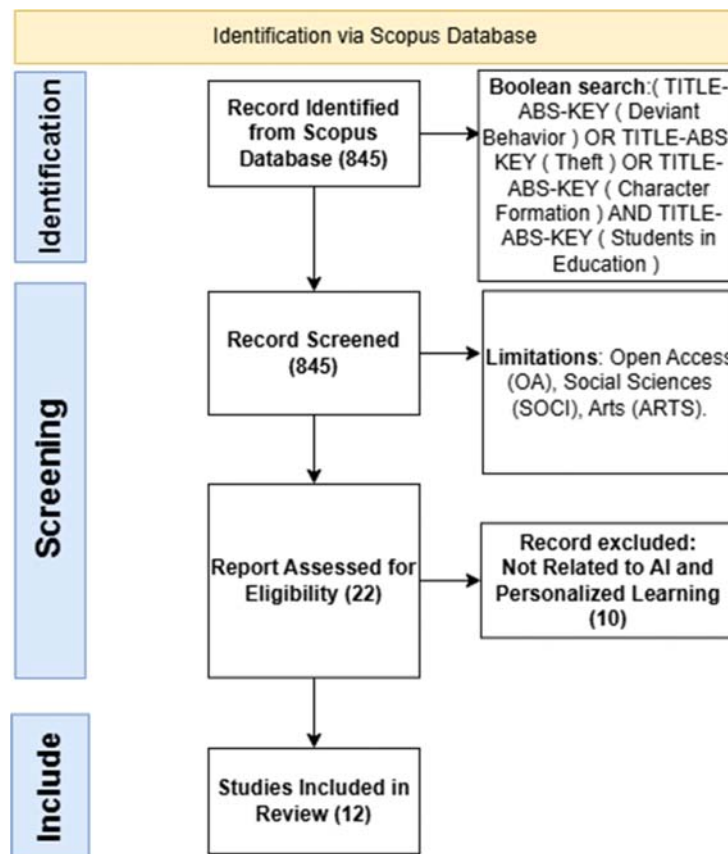 Identification via Scopus Database
Identification
Record Identified
from Scopus
Database (845)
Boolean search:( TITLE-
ABS-KEY ( Deviant
Behavior ) OR TITLE-ABS
KEY ( Theft ) OR TITLE-
ABS-KEY ( Character
Formation ) AND TITLE-
ABS-KEY ( Students in
Education )
Screening
Record Screened
(845)
Limitations: Open Access
(OA), Social Sciences
(SOCI), Arts (ARTS).
Report Assessed for
Eligibility (22)
Record excluded:
Not Related to AI and
Personalized Learning
(10)
Include
Studies Included in
Review (12)